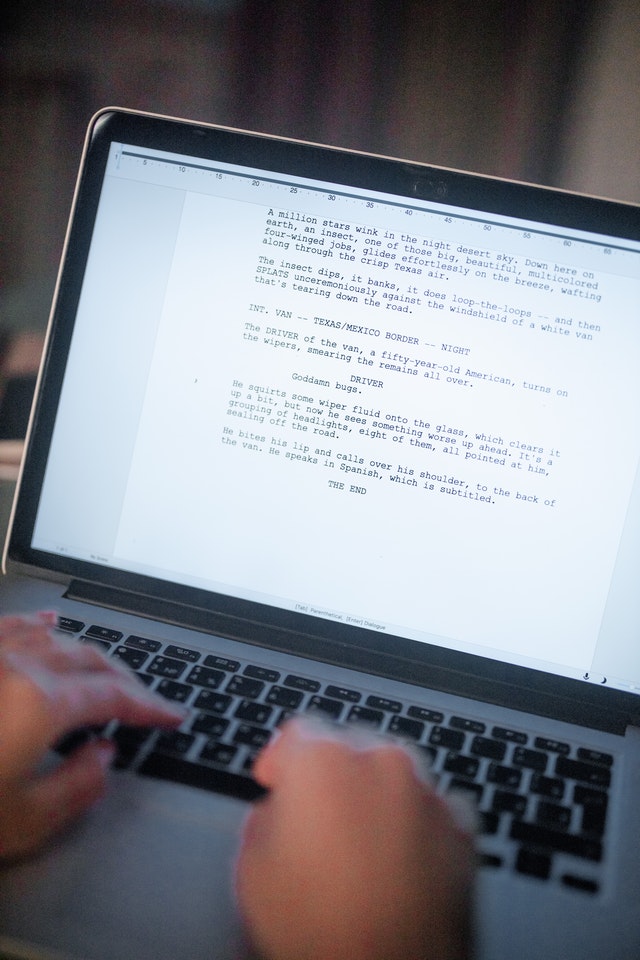 5 10 15 20 25 30 35 40 45 50 55 60 65
A million stars wink in the night desert sky. Down here on
earth, an insect, one of those big, beautiful, multicolored
four-winged jobs, glides effortlessly on the breeze, wafting
along through the crisp Texas air.
The insect dips, it banks, it does loop-the-loops -- and then
SPLATS unceremoniously against the windshield of a white van
that's tearing down the road.
INT. VAN -- TEXAS/MEXICO BORDER -- NIGHT
The DRIVER of the van, a fifty-year-old American, turns on
the wipers, smearing the remains all over.
DRIVER
Goddamn bugs.
He squirts some wiper fluid onto the glass, which clears it
up a bit, but now he sees something worse up ahead. It's a
grouping of headlights, eight of them, all pointed at him,
sealing off the road.
He bites his lip and calls over his shoulder, to the back of
the van. He speaks in Spanish, which is subtitled.
THE END
[Tab] Parenthetical, [Enter] Dialogue